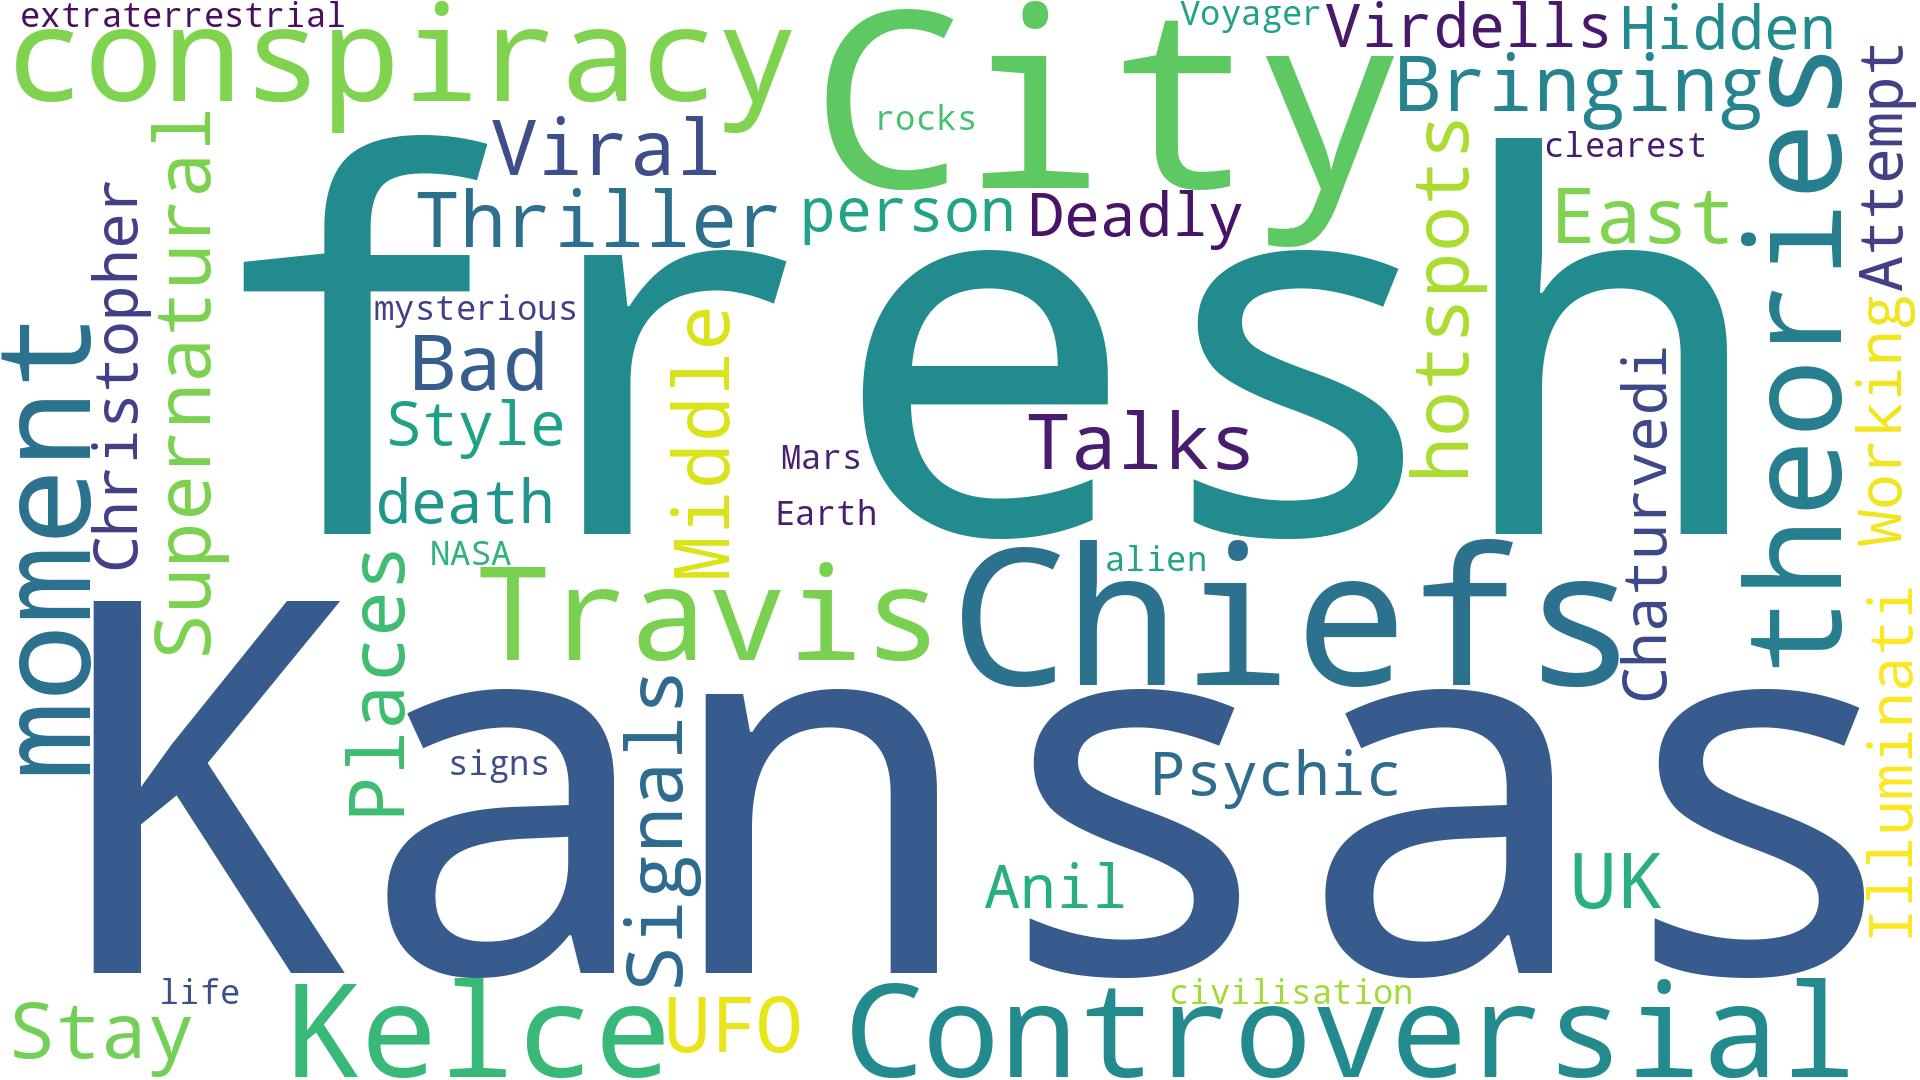 extraterrestrial
conspiracy
City
Voyager
Virdells
Hidden
Bringing
theories
Attempt
rocks
Viral
clearest
Thriller
person
Deadly
East
hotspots
Supernatural
Christopher
fresh
mysterious
Bad
Middle
Style
Talks
Mars
death
Earth
NASA
moment
Working
Chaturvedi
alien
Travis
Chiefs
Places
Kansas
Signals
signs
Psychic
Illuminati
Anil
UK
life
civilisation
Stay
Kelce
UFO
Controversial